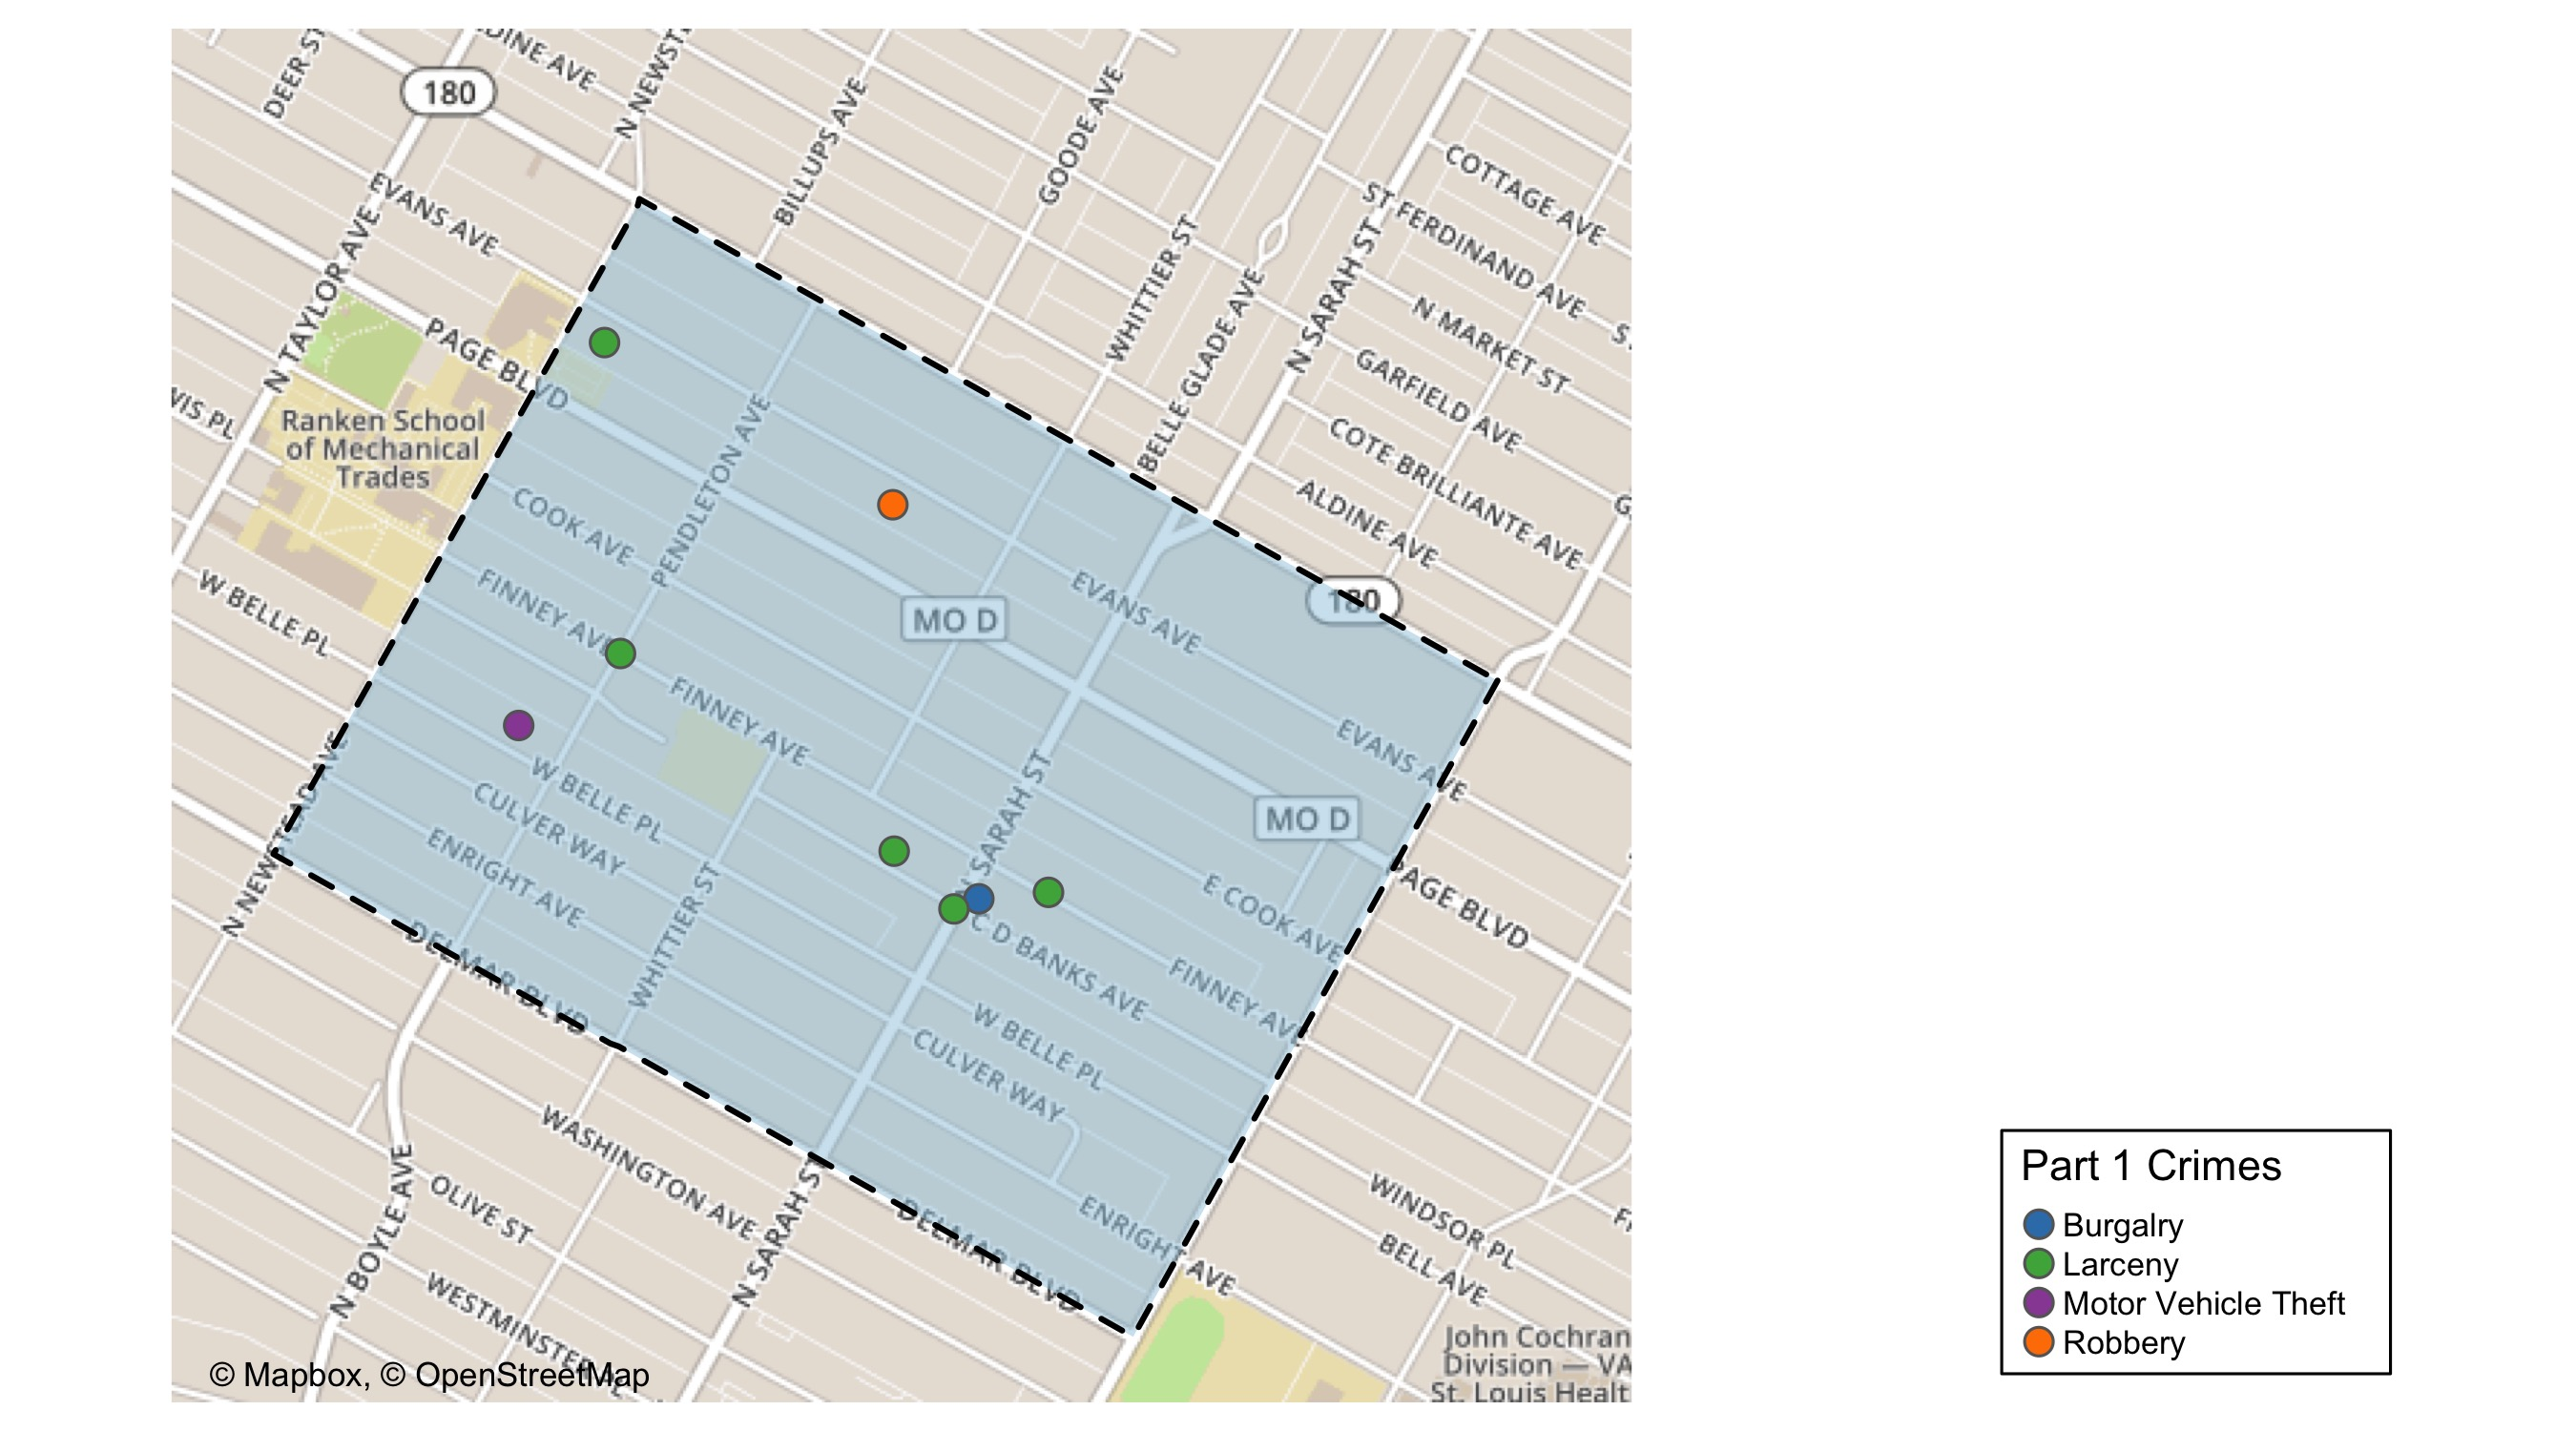 DEER ST
180
DINE AVE
N NEWST
BILLUPS AVE
GOODE AVE
COTTAGE AVE
ST FERDINAND AVE
EVANS AVE
N TAYLOR AVE
WHITTIER ST
BELLE GLADE AVE
N SARAH ST
N MARKET ST
S
PAGE BLVD
GARFIELD AVE
VIS PL
Ranken School
of Mechanical
Trades
PENDLETON AVE
COTE BRILLIANTE AVE
G
COOK AVE
ALDINE AVE
W BELLE PL
FINNEY AVE
MO D
EVANS AVE
180
FINNEY AVE
EVANS AVE
N NEWSTEAD AVE
W BELLE PL
N SARAH ST
MO D
CULVER WAY
ENRIGHT AVE
WHITTIER ST
E COOK AVE
PAGE BLVD
C D BANKS AVE
FINNEY AVE
DELMAR BLVD
W BELLE PL
CULVER WAY
WASHINGTON AVE
N BOYLE AVE
OLIVE ST
N SARAH ST
DELMAR BLVD
ENRIGHT AVE
WINDSOR PL
BELL AVE
WESTMINSTER PL
John Cochran
Division — VA
St. Louis Healt
© Mapbox, © OpenStreetMap
Part 1 Crimes
Burgalry
Larceny
Motor Vehicle Theft
Robbery